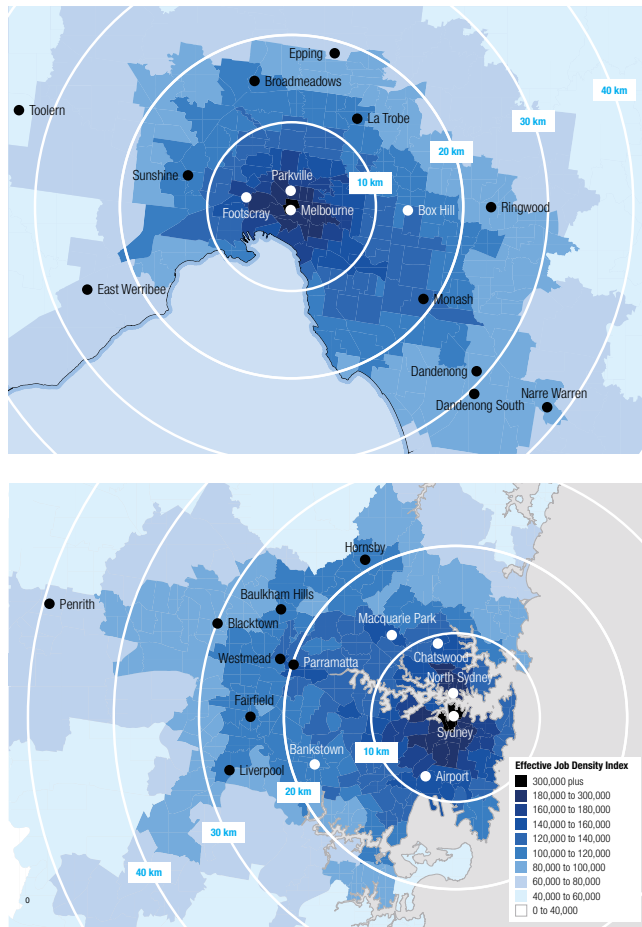 Epping
Broadmeadows
40 km
Toolern
La Trobe
30 km
20 km
Sunshine
Parkville
10 km
Footscray
Melbourne
Box Hill
Ringwood
East Werribee
Monash
Dandenong
Dandenong South
Narre Warren
Hornsby
Penrith
Baulkham Hills
Blacktown
Macquarie Park
Chatswood
Westmead
Parramatta
North Sydney
Fairfield
Sydney
Bankstown
10 km
Liverpool
Airport
20 km
30 km
40 km
0
Effective Job Density Index
300,000 plus
180,000 to 300,000
160,000 to 180,000
140,000 to 160,000
120,000 to 140,000
100,000 to 120,000
80,000 to 100,000
60,000 to 80,000
40,000 to 60,000
0 to 40,000